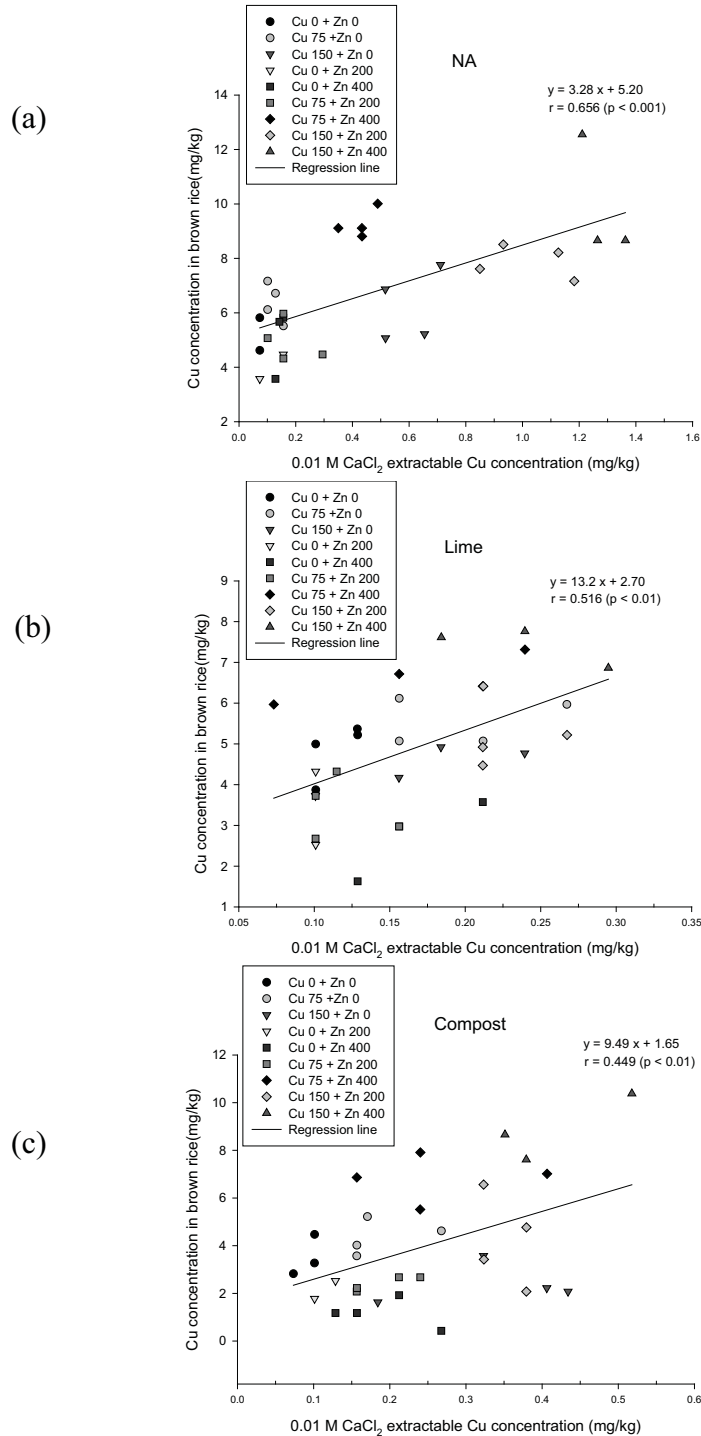 (a)
Cu 0 + Zn 0
Cu 75 +Zn 0
Cu 150 + Zn 0
Cu 0 + Zn 200
Cu 0 + Zn 400
Cu 75 + Zn 200
Cu 75 + Zn 400
Cu 150 + Zn 200
Cu 150 + Zn 400
Regression line
NA
y = 3.28 x + 5.20
r = 0.656 (p < 0.001)
Cu concentration in brown rice(mg/kg)
14
12
10
8
6
4
2
0.0 0.2 0.4 0.6 0.8 1.0 1.2 1.4 1.6
0.01 M CaCl₂ extractable Cu concentration (mg/kg)
(b)
Cu 0 + Zn 0
Cu 75 +Zn 0
Cu 150 + Zn 0
Cu 0 + Zn 200
Cu 0 + Zn 400
Cu 75 + Zn 200
Cu 75 + Zn 400
Cu 150 + Zn 200
Cu 150 + Zn 400
Regression line
Lime
y = 13.2 x + 2.70
r = 0.516 (p < 0.01)
Cu concentration in brown rice(mg/kg)
9
8
7
6
5
4
3
2
1
0.05 0.10 0.15 0.20 0.25 0.30 0.35
0.01 M CaCl₂ extractable Cu concentration (mg/kg)
(c)
Cu 0 + Zn 0
Cu 75 +Zn 0
Cu 150 + Zn 0
Cu 0 + Zn 200
Cu 0 + Zn 400
Cu 75 + Zn 200
Cu 75 + Zn 400
Cu 150 + Zn 200
Cu 150 + Zn 400
Regression line
Compost
y = 9.49 x + 1.65
r = 0.449 (p < 0.01)
Cu concentration in brown rice(mg/kg)
12
10
8
6
4
2
0
0.0 0.1 0.2 0.3 0.4 0.5 0.6
0.01 M CaCl₂ extractable Cu concentration (mg/kg)